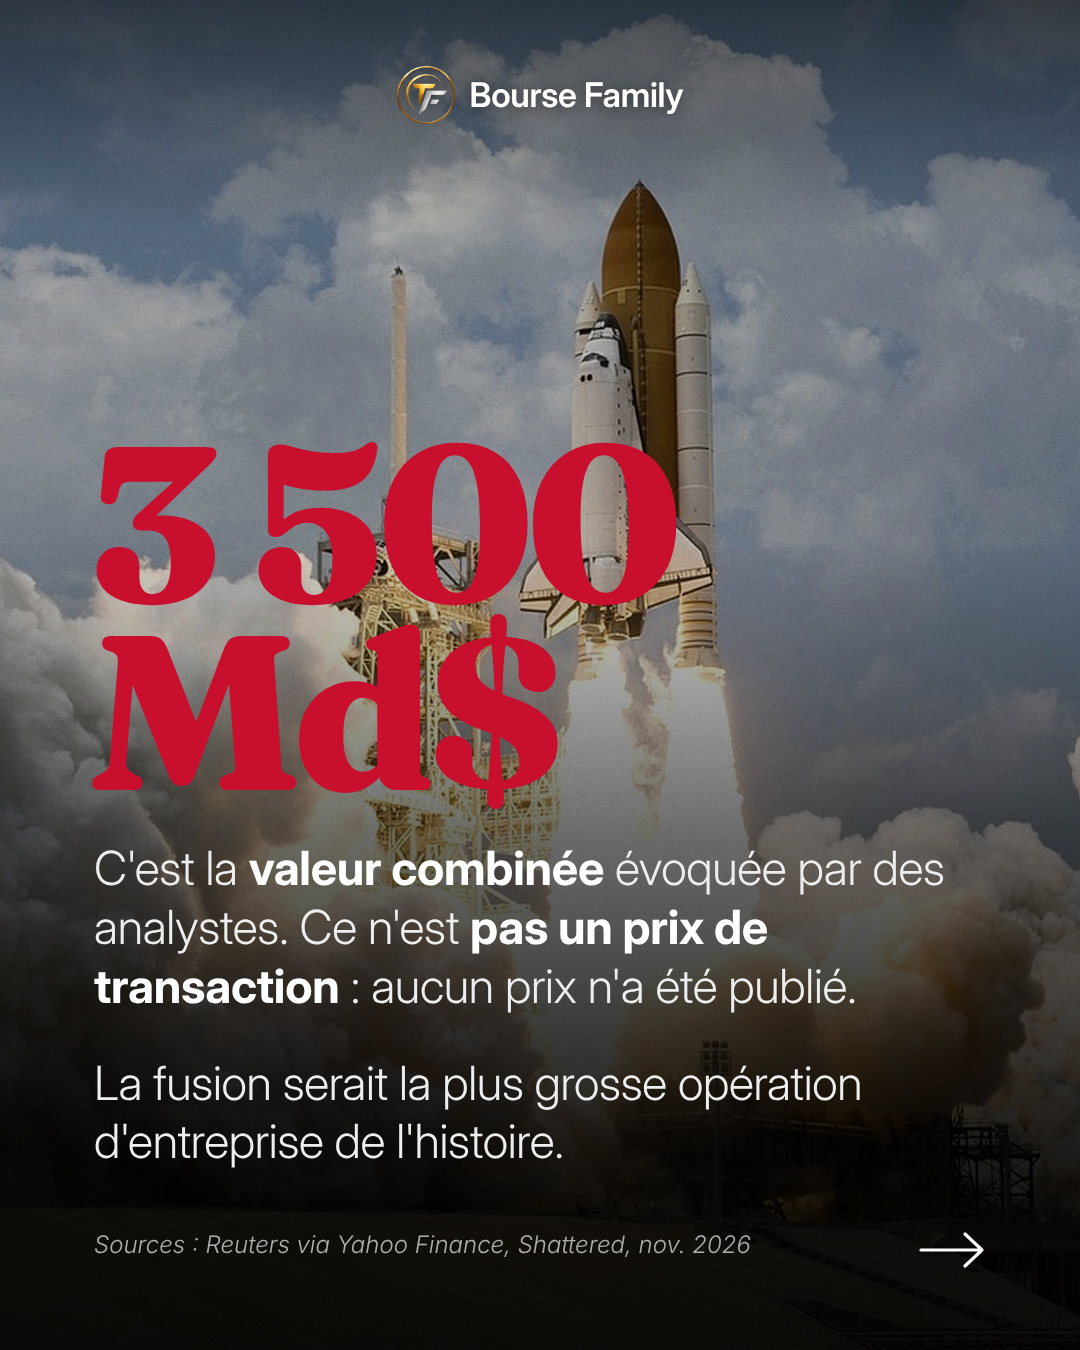 Bourse Family
3 500
Md$
C'est la valeur combinée évoquée par des
analystes. Ce n'est pas un prix de
transaction : aucun prix n'a été publié.
La fusion serait la plus grosse opération
d'entreprise de l'histoire.
Sources : Reuters via Yahoo Finance, Shattered, nov. 2026